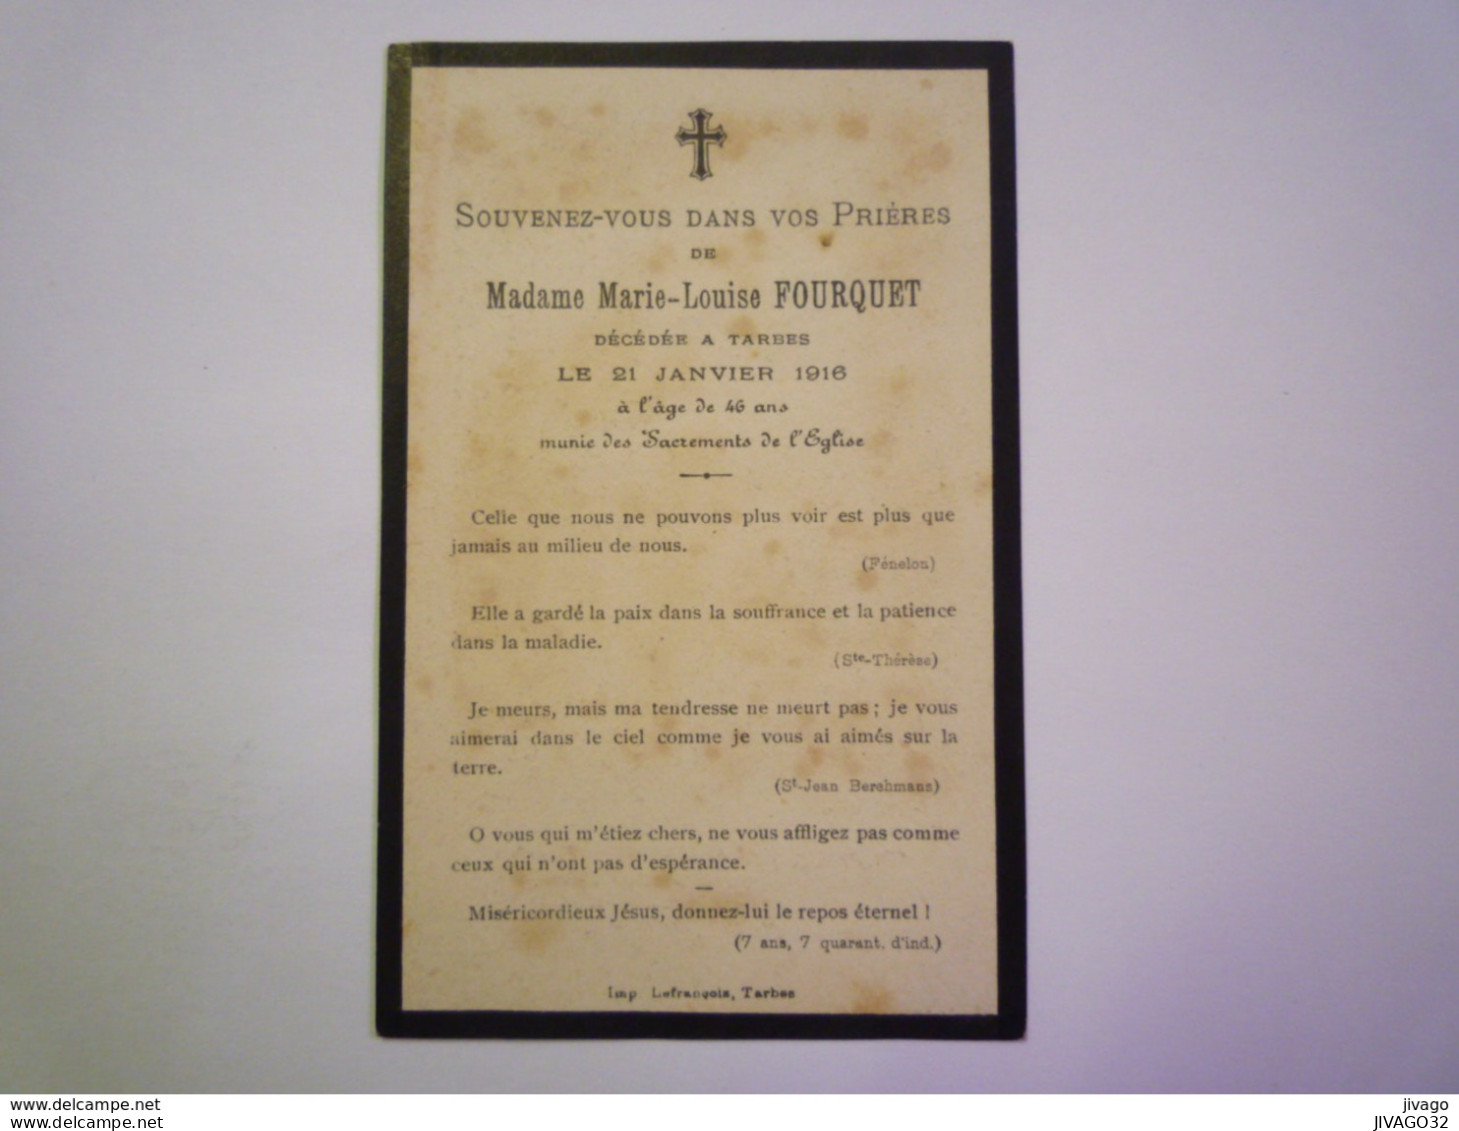 SOUVENEZ-VOUS DANS VOS PRIÈRES
DE
Madame Marie-Louise FOURQUET
DÉCÉDÉE A TARBES
LE 21 JANVIER 1916
à l'âge de 46 ans
munie des Sacrements de l'Eglise
Celle que nous ne pouvons plus voir est plus que
jamais au milieu de nous.
(Fénelon)
Elle a gardé la paix dans la souffrance et la patience
dans la maladie.
(Ste-Thérèse)
Je meurs, mais ma tendresse ne meurt pas ; je vous
aimerai dans le ciel comme je vous ai aimés sur la
terre.
(St-Jean Berchmans)
O vous qui m'étiez chers, ne vous affligez pas comme
ceux qui n'ont pas d'espérance.
Miséricordieux Jésus, donnez-lui le repos éternel !
(7 ans, 7 quarant. d'ind.)
Imp Lefrançois, Tarbes
www.delcampe.net
www.delcampe.net
jivago
JIVAGO32